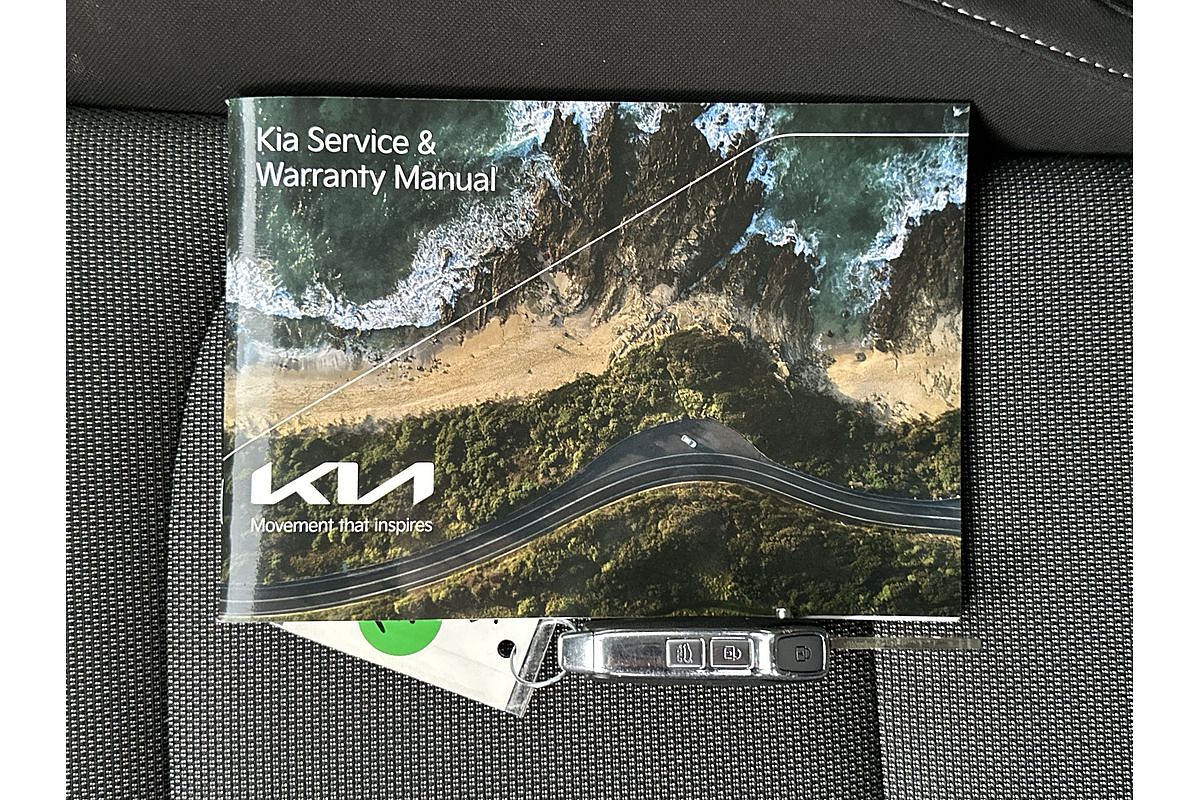 Kia Service &
Warranty Manual
KIA
Movement that inspires